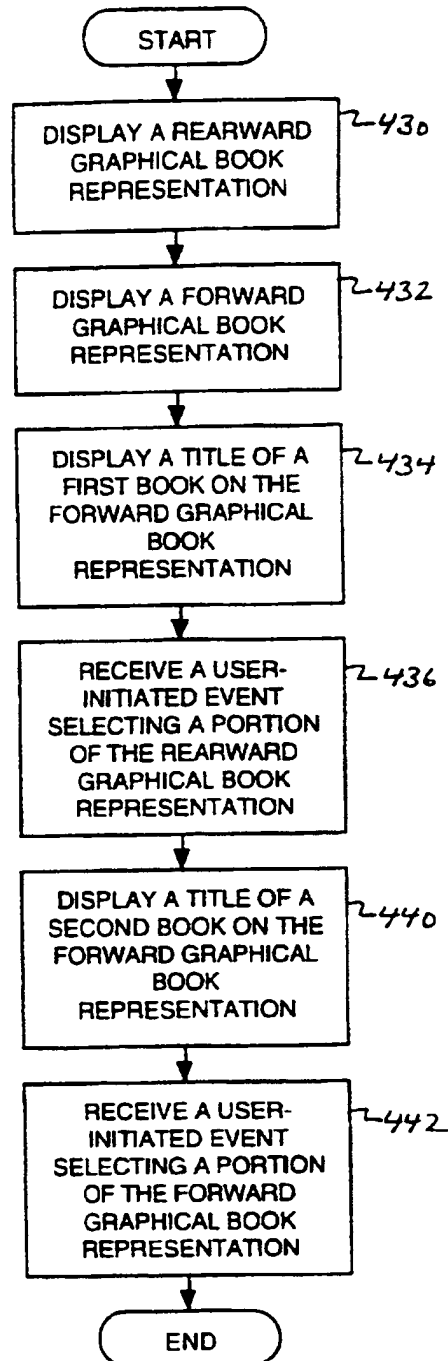 START
DISPLAY A REARWARD
GRAPHICAL BOOK
REPRESENTATION
430
DISPLAY A FORWARD
GRAPHICAL BOOK
REPRESENTATION
432
DISPLAY A TITLE OF A
FIRST BOOK ON THE
FORWARD GRAPHICAL
BOOK
REPRESENTATION
434
RECEIVE A USER-
INITIATED EVENT
SELECTING A PORTION
OF THE REARWARD
GRAPHICAL BOOK
REPRESENTATION
436
DISPLAY A TITLE OF A
SECOND BOOK ON THE
FORWARD GRAPHICAL
BOOK
REPRESENTATION
440
RECEIVE A USER-
INITIATED EVENT
SELECTING A PORTION
OF THE FORWARD
GRAPHICAL BOOK
REPRESENTATION
442
END